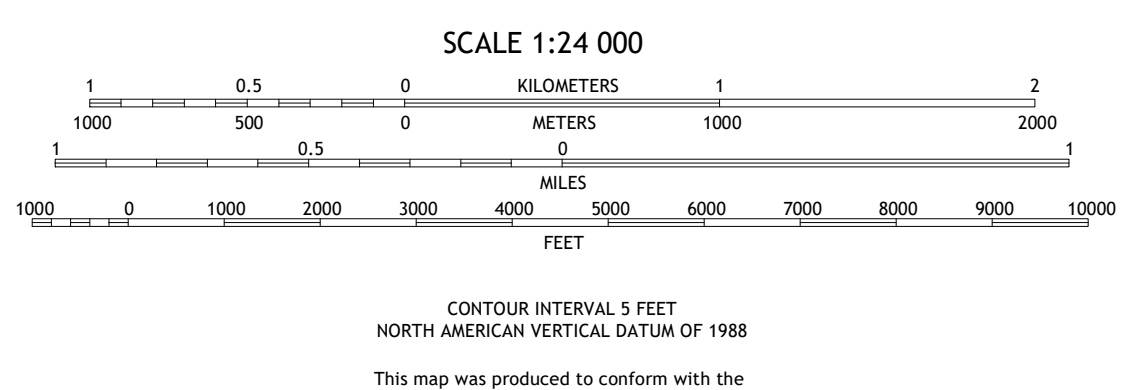 SCALE 1:24 000
1 0.5 0 KILOMETERS 1 2
1000 500 0 METERS 1000 2000
1 0.5 0 1
MILES
1000 0 1000 2000 3000 4000 5000 6000 7000 8000 9000 10000
FEET
CONTOUR INTERVAL 5 FEET
NORTH AMERICAN VERTICAL DATUM OF 1988
This map was produced to conform with the